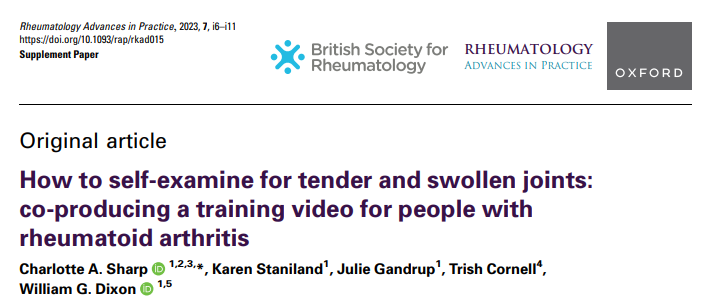 Rheumatology Advances in Practice, 2023, 7, i6–i11
https://doi.org/10.1093/rap/rkad015
Supplement Paper
British Society for
Rheumatology
RHEUMATOLOGY
ADVANCES IN PRACTICE
OXFORD
Original article
How to self-examine for tender and swollen joints:
co-producing a training video for people with
rheumatoid arthritis
Charlotte A. Sharp iD 1,2,3,*, Karen Staniland1, Julie Gandrup1, Trish Cornell4,
William G. Dixon iD 1,5